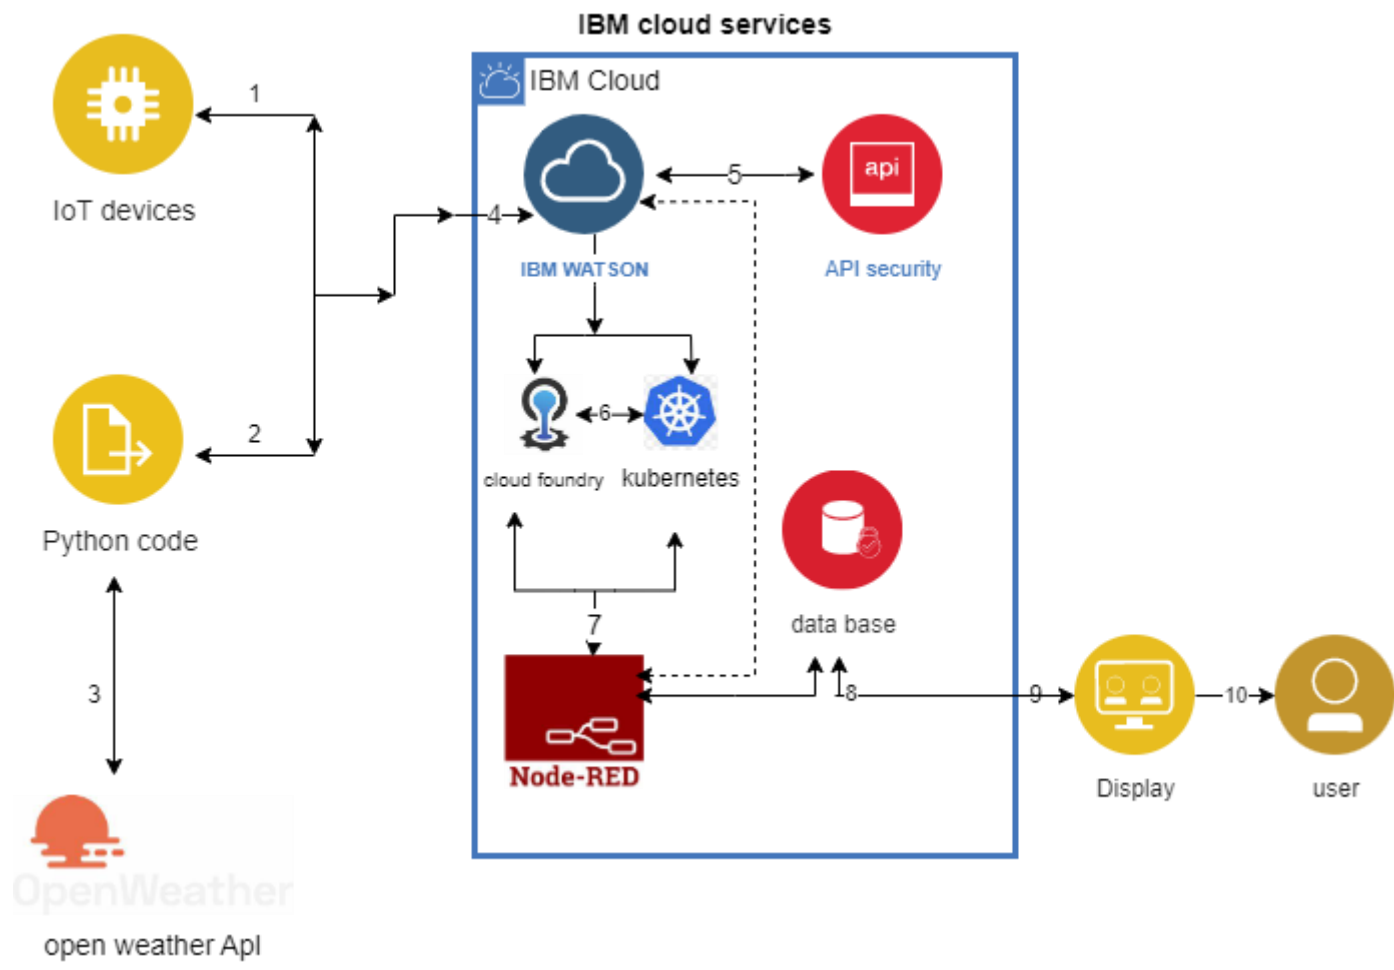 IBM cloud services
IBM Cloud
1
api
IoT devices
5
4
IBM WATSON
API security
2
6
cloud foundry
kubernetes
Python code
7
data base
3
8
9
10
Node-RED
Display
user
OpenWeather
open weather ApI